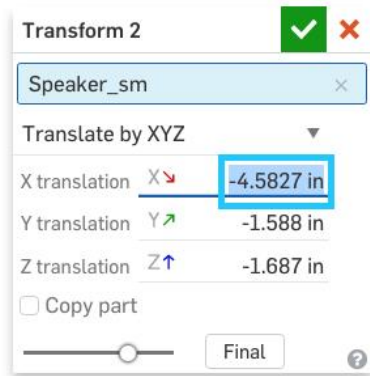 Transform 2
Speaker_sm
Translate by XYZ
X translation X -4.5827 in
Y translation Y -1.588 in
Z translation Z -1.687 in
Copy part
Final
?